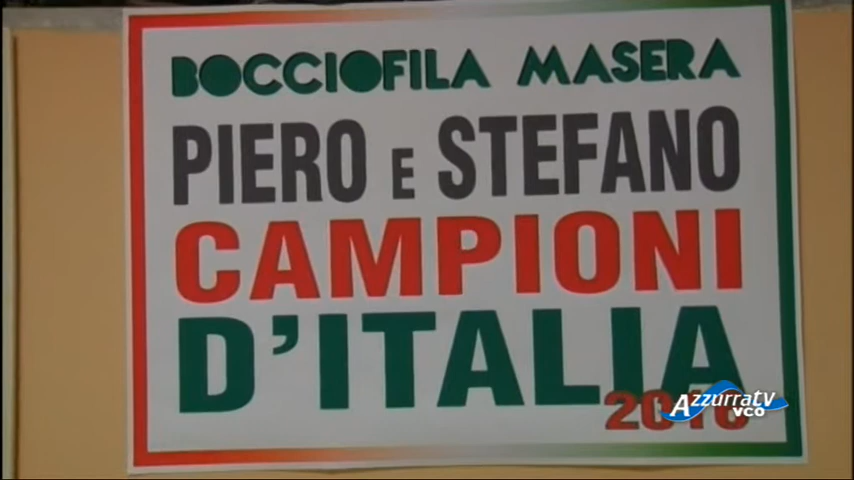 BOCCIOFILA MASERA
PIERO E STEFANO
CAMPIONI
D'ITALIA
Azzurratv
vco